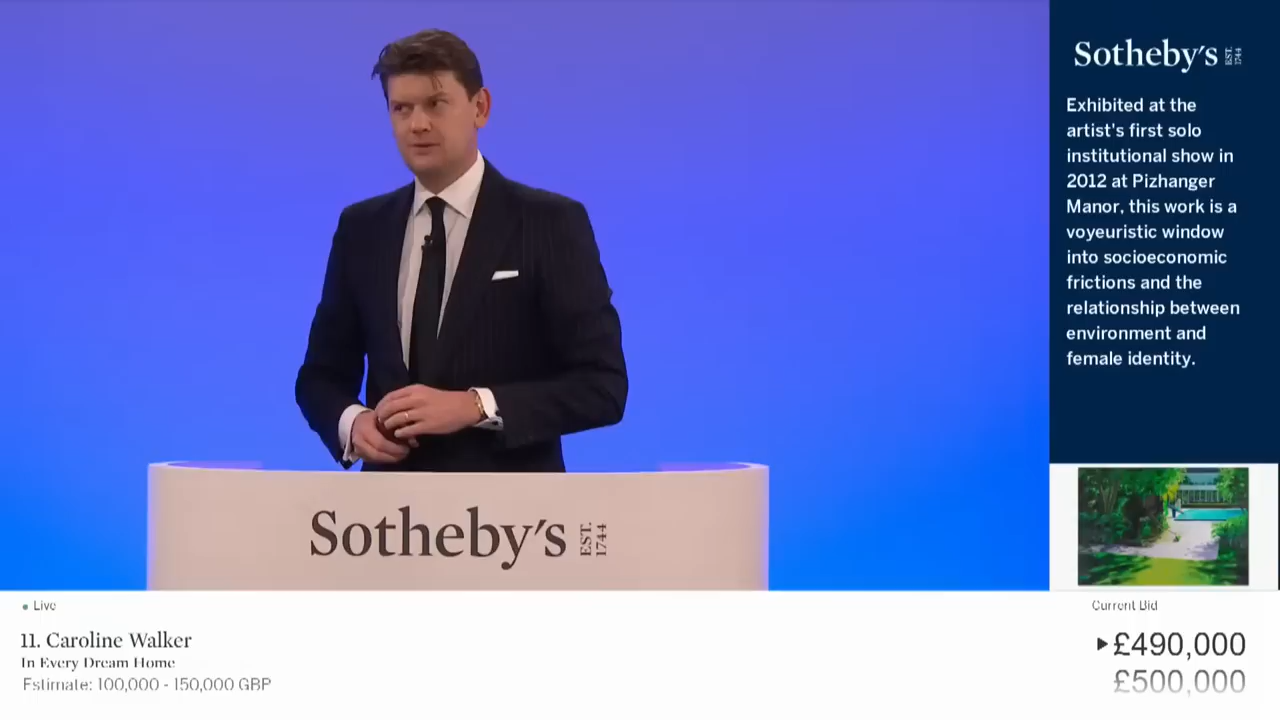 Sotheby's EST. 1744
Exhibited at the
artist's first solo
institutional show in
2012 at Pizhanger
Manor, this work is a
voyeuristic window
into socioeconomic
frictions and the
relationship between
environment and
female identity.
Sotheby's EST. 1744
Live
11. Caroline Walker
In Every Dream Home
Estimate: 100,000 - 150,000 GBP
Current Bid
£490,000
£500,000